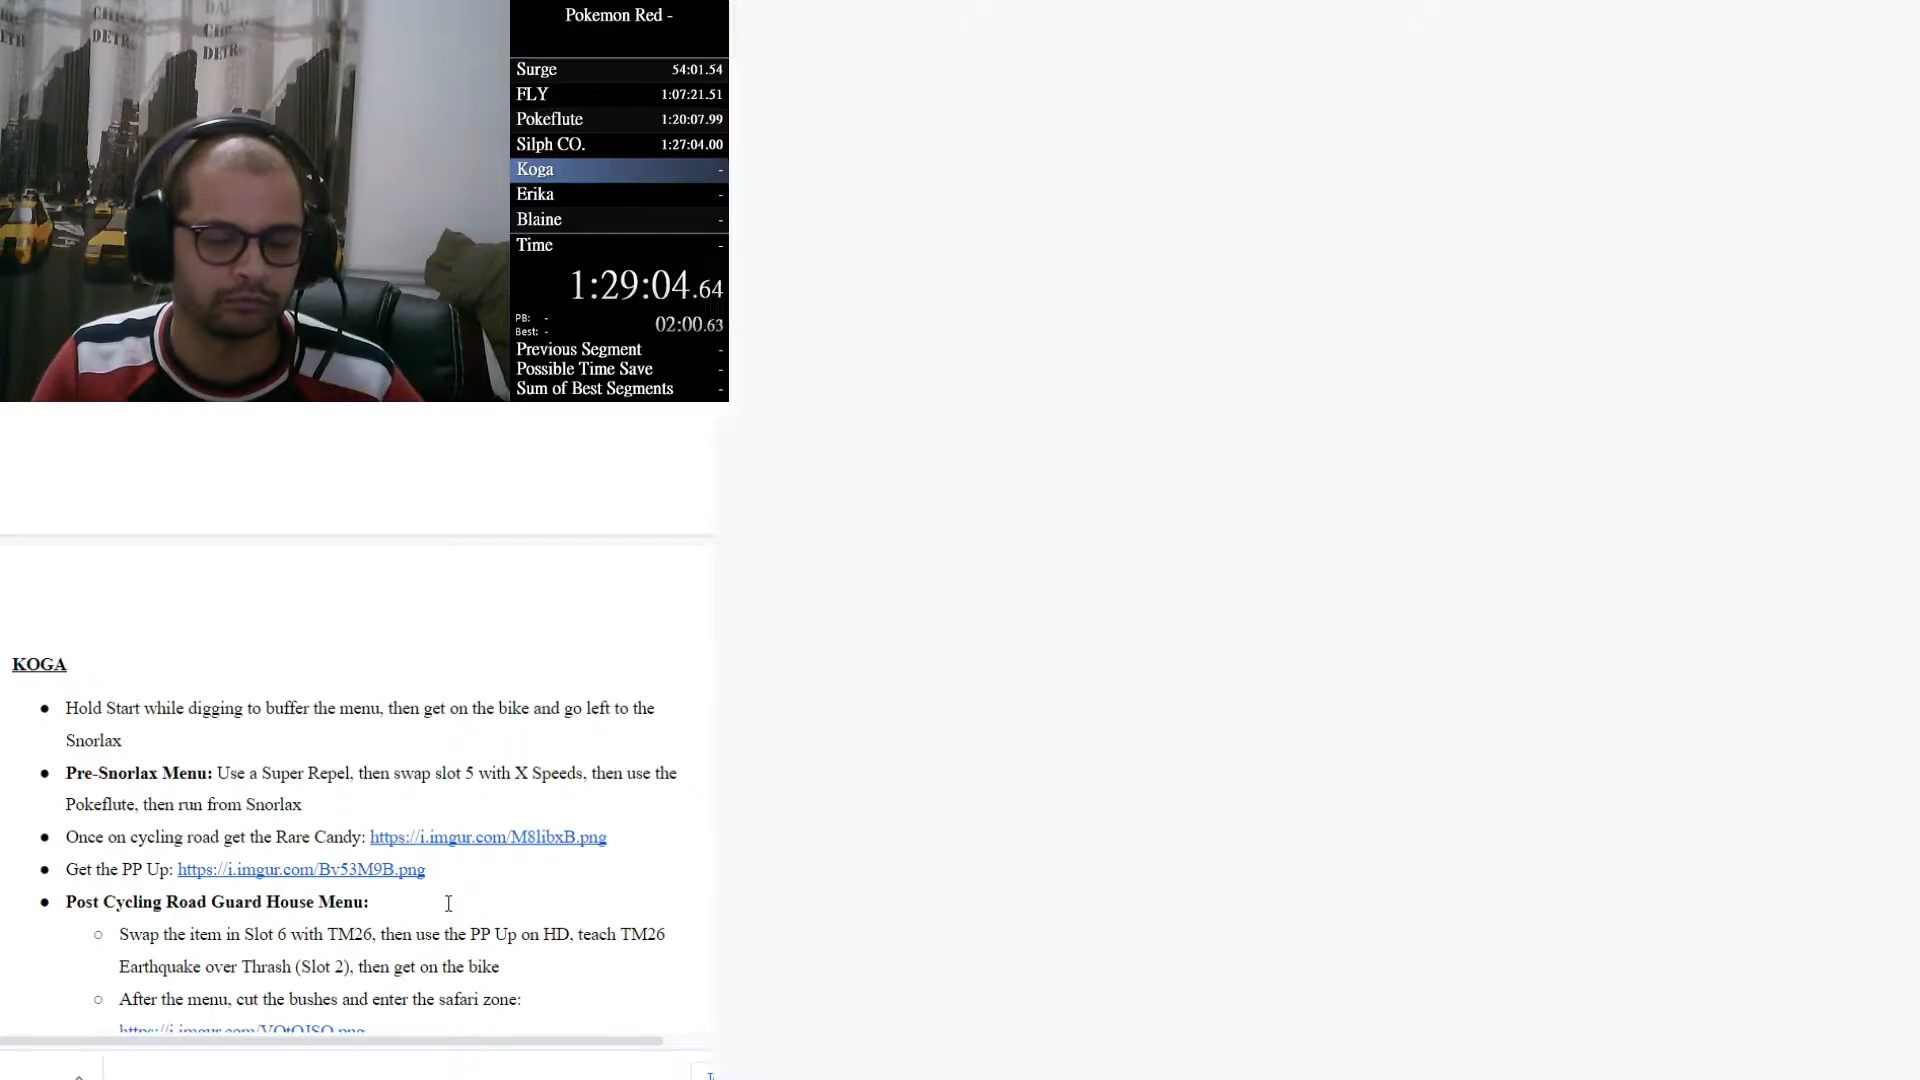 Pokemon Red -
Surge 54:01.54
FLY 1:07:21.51
Pokeflute 1:20:07.99
Silph CO. 1:27:04.00
Koga -
Erika -
Blaine -
Time -
1:29:04.64
PB: -
Best: -
02:00.63
Previous Segment -
Possible Time Save -
Sum of Best Segments -
KOGA
● Hold Start while digging to buffer the menu, then get on the bike and go left to the
Snorlax
● Pre-Snorlax Menu: Use a Super Repel, then swap slot 5 with X Speeds, then use the
Pokeflute, then run from Snorlax
● Once on cycling road get the Rare Candy: https://i.imgur.com/M8libxB.png
● Get the PP Up: https://i.imgur.com/Bv53M9B.png
● Post Cycling Road Guard House Menu:
○ Swap the item in Slot 6 with TM26, then use the PP Up on HD, teach TM26
Earthquake over Thrash (Slot 2), then get on the bike
○ After the menu, cut the bushes and enter the safari zone: